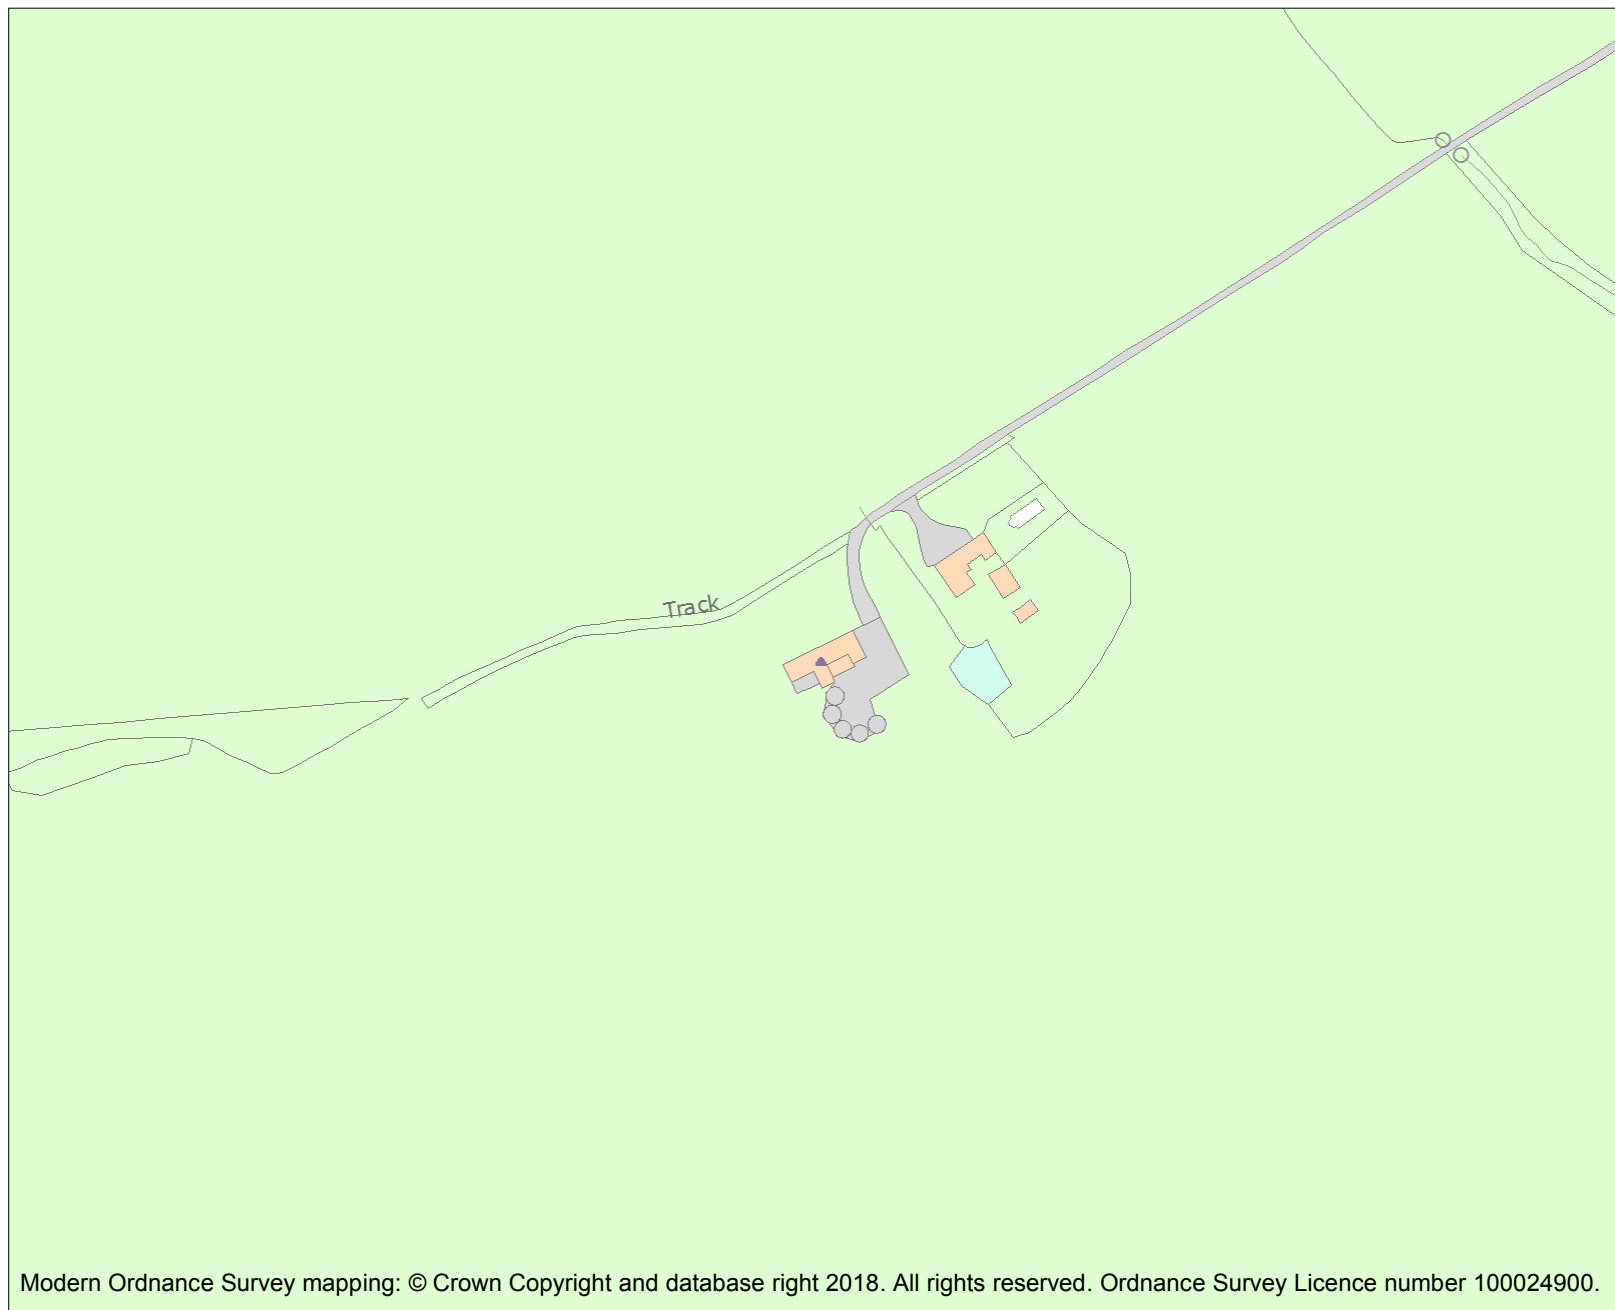 Track
Modern Ordnance Survey mapping: © Crown Copyright and database right 2018. All rights reserved. Ordnance Survey Licence number 100024900.